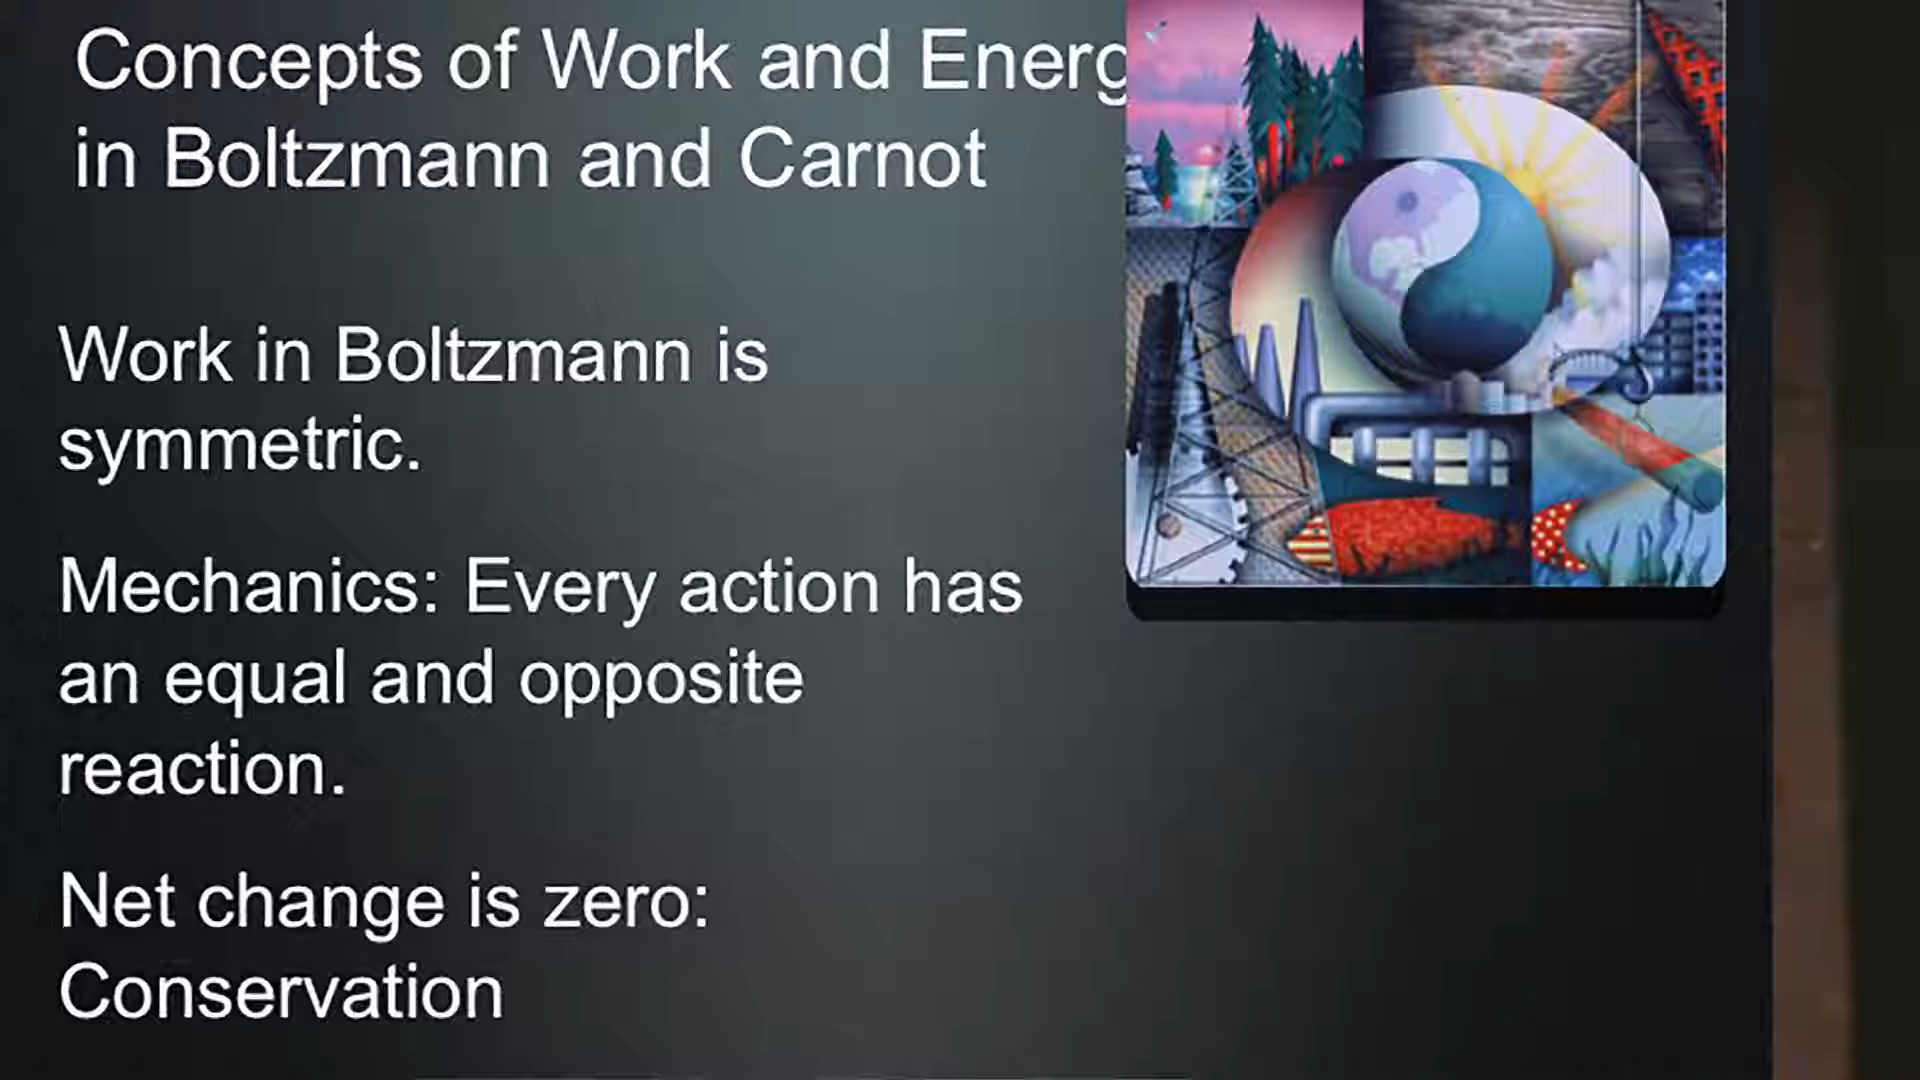 Concepts of Work and Energ
in Boltzmann and Carnot
Work in Boltzmann is
symmetric.
Mechanics: Every action has
an equal and opposite
reaction.
Net change is zero:
Conservation